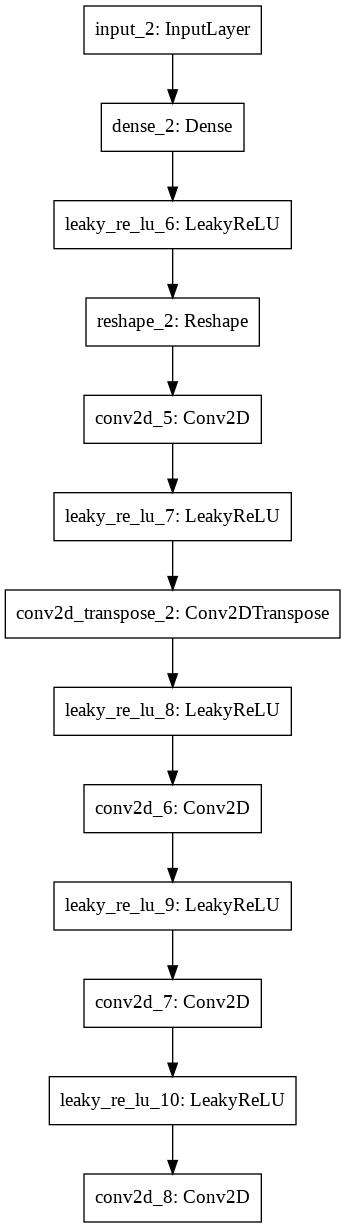 input_2: InputLayer
dense_2: Dense
leaky_re_lu_6: LeakyReLU
reshape_2: Reshape
conv2d_5: Conv2D
leaky_re_lu_7: LeakyReLU
conv2d_transpose_2: Conv2DTranspose
leaky_re_lu_8: LeakyReLU
conv2d_6: Conv2D
leaky_re_lu_9: LeakyReLU
conv2d_7: Conv2D
leaky_re_lu_10: LeakyReLU
conv2d_8: Conv2D